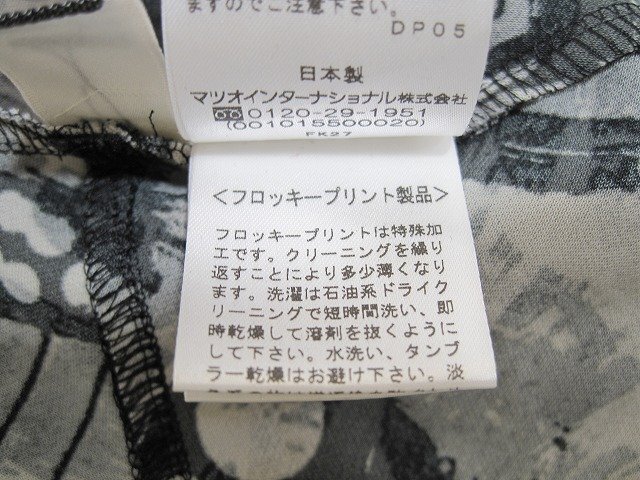 ますのでご注意下さい。
DP05
日本製
マツオインターナショナル株式会社
0120-29-1951
(0010155000020)
FK27
<フロッキープリント製品>
フロッキープリントは特殊加
工です。クリーニングを繰り
返すことにより多少薄くなり
ます。洗濯は石油系ドライク
リーニングで短時間洗い、即
時乾燥して溶剤を抜くように
して下さい。水洗い、タンブ
ラー乾燥はお避け下さい。淡